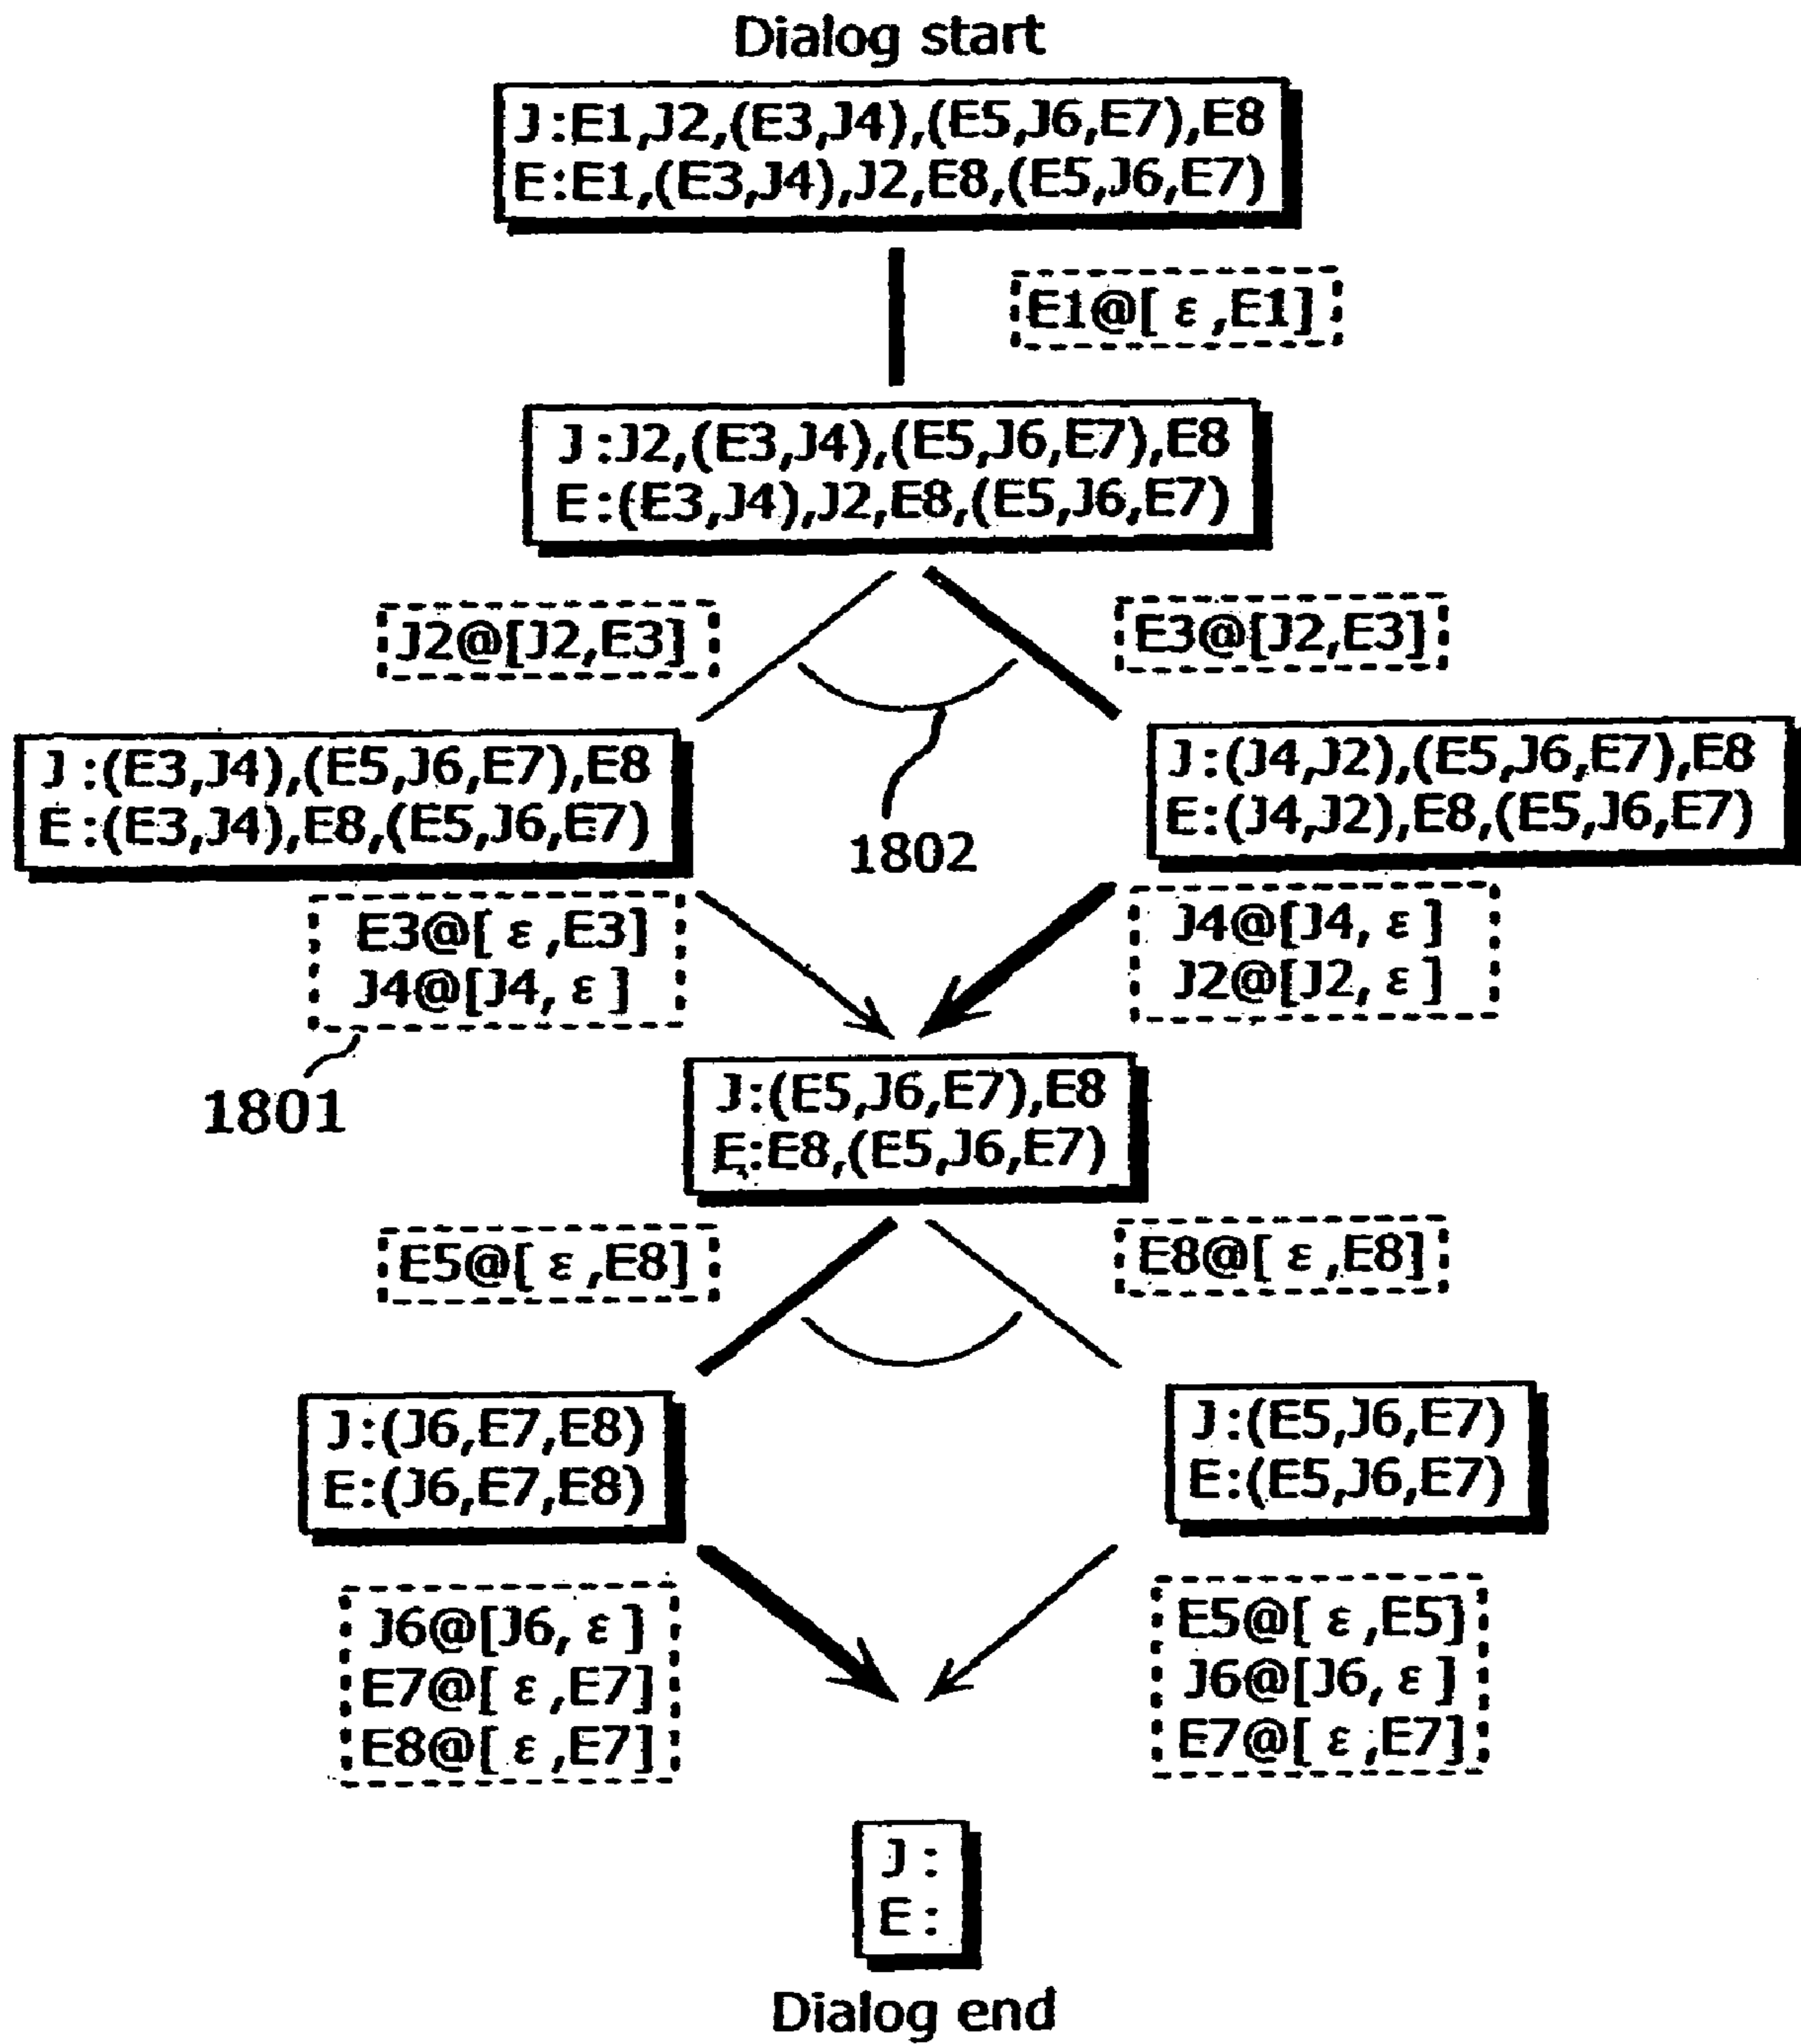 Dialog start
J:E1,J2,(E3,J4),(E5,J6,E7),E8
E:E1,(E3,J4),J2,E8,(E5,J6,E7)
E1@[ ε ,E1]
J:J2,(E3,J4),(E5,J6,E7),E8
E:(E3,J4),J2,E8,(E5,J6,E7)
J2@[J2,E3]
E3@[J2,E3]
J:(E3,J4),(E5,J6,E7),E8
E:(E3,J4),E8,(E5,J6,E7)
1802
J:(J4,J2),(E5,J6,E7),E8
E:(J4,J2),E8,(E5,J6,E7)
E3@[ ε ,E3]
J4@[J4, ε ]
J4@[J4, ε ]
J2@[J2, ε ]
1801
J:(E5,J6,E7),E8
E:E8,(E5,J6,E7)
E5@[ ε ,E8]
E8@[ ε ,E8]
J:(J6,E7,E8)
E:(J6,E7,E8)
J:(E5,J6,E7)
E:(E5,J6,E7)
J6@[J6, ε ]
E7@[ ε ,E7]
E8@[ ε ,E7]
E5@[ ε ,E5]
J6@[J6, ε ]
E7@[ ε ,E7]
J:
E:
Dialog end